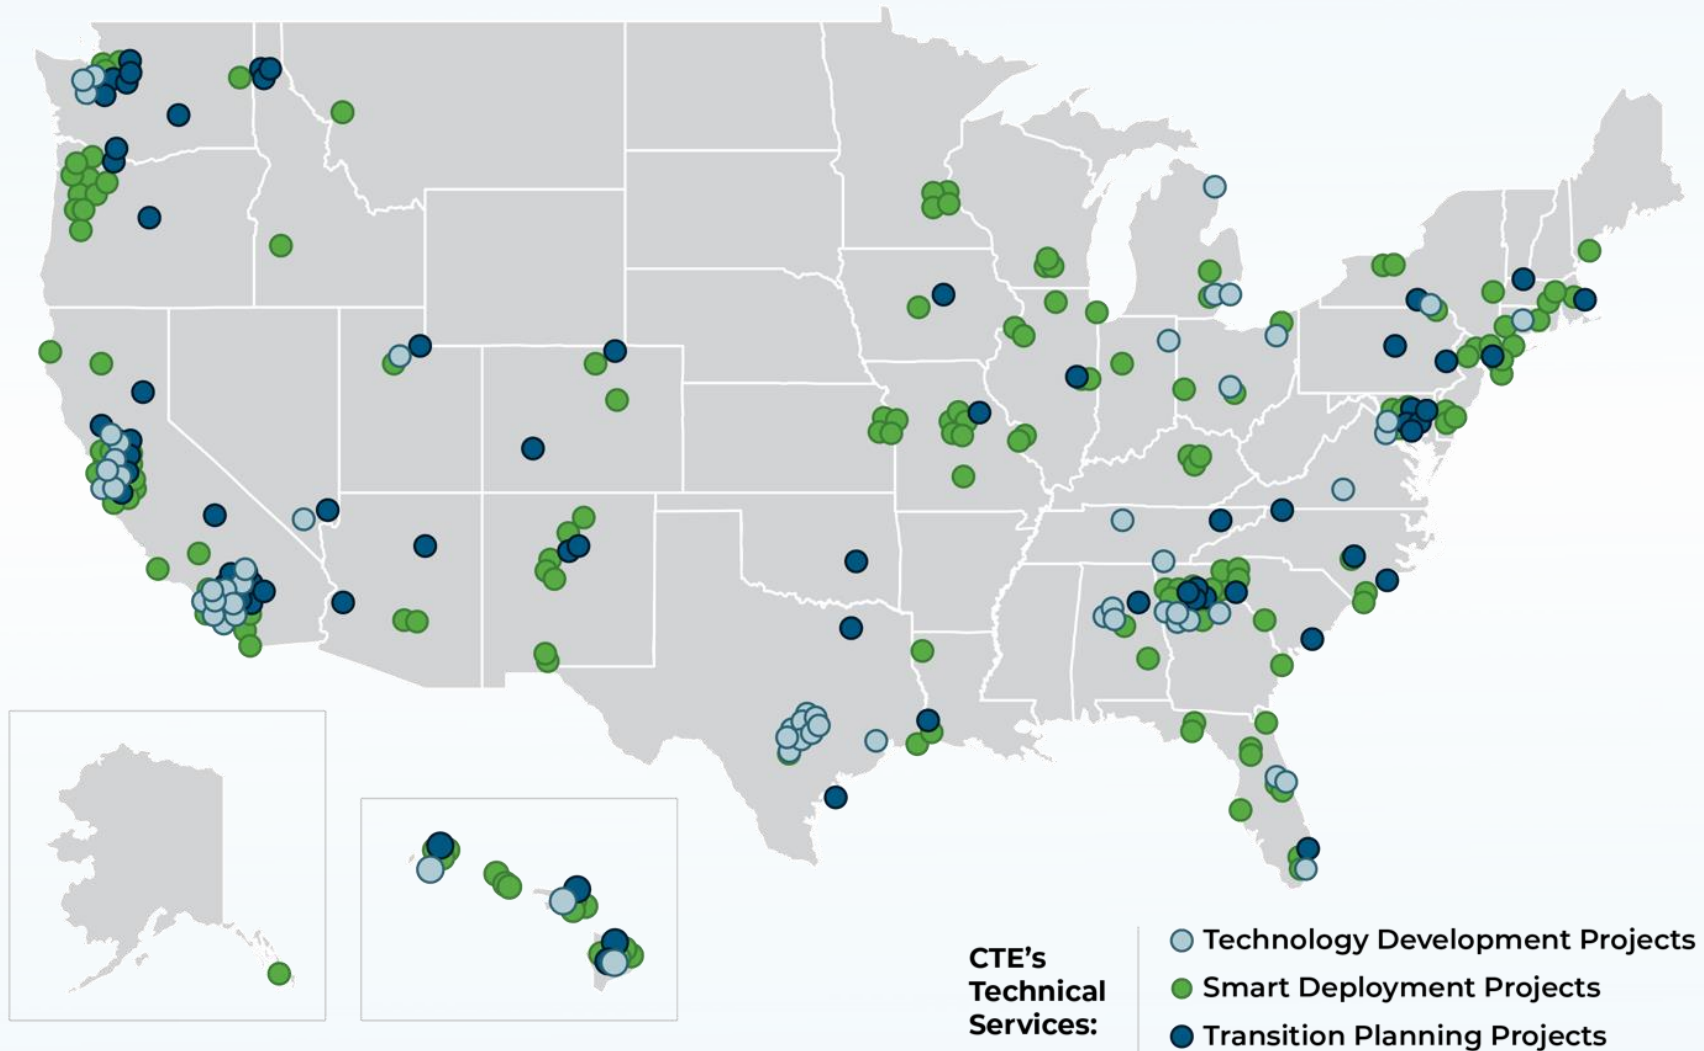 CTE's
Technical
Services:
Technology Development Projects
Smart Deployment Projects
Transition Planning Projects